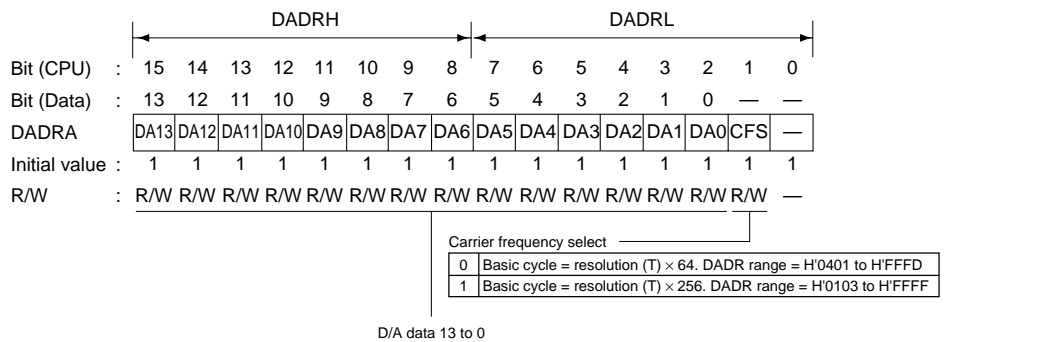 DADRH DADRL
Bit (CPU) : 15 14 13 12 11 10 9 8 7 6 5 4 3 2 1 0
Bit (Data) : 13 12 11 10 9 8 7 6 5 4 3 2 1 0 — —
DADRA DA13 DA12 DA11 DA10 DA9 DA8 DA7 DA6 DA5 DA4 DA3 DA2 DA1 DA0 CFS —
Initial value : 1 1 1 1 1 1 1 1 1 1 1 1 1 1 1 1
R/W : R/W R/W R/W R/W R/W R/W R/W R/W R/W R/W R/W R/W R/W R/W R/W —
Carrier frequency select
0 Basic cycle = resolution (T) × 64. DADR range = H'0401 to H'FFFD
1 Basic cycle = resolution (T) × 256. DADR range = H'0103 to H'FFFF
D/A data 13 to 0